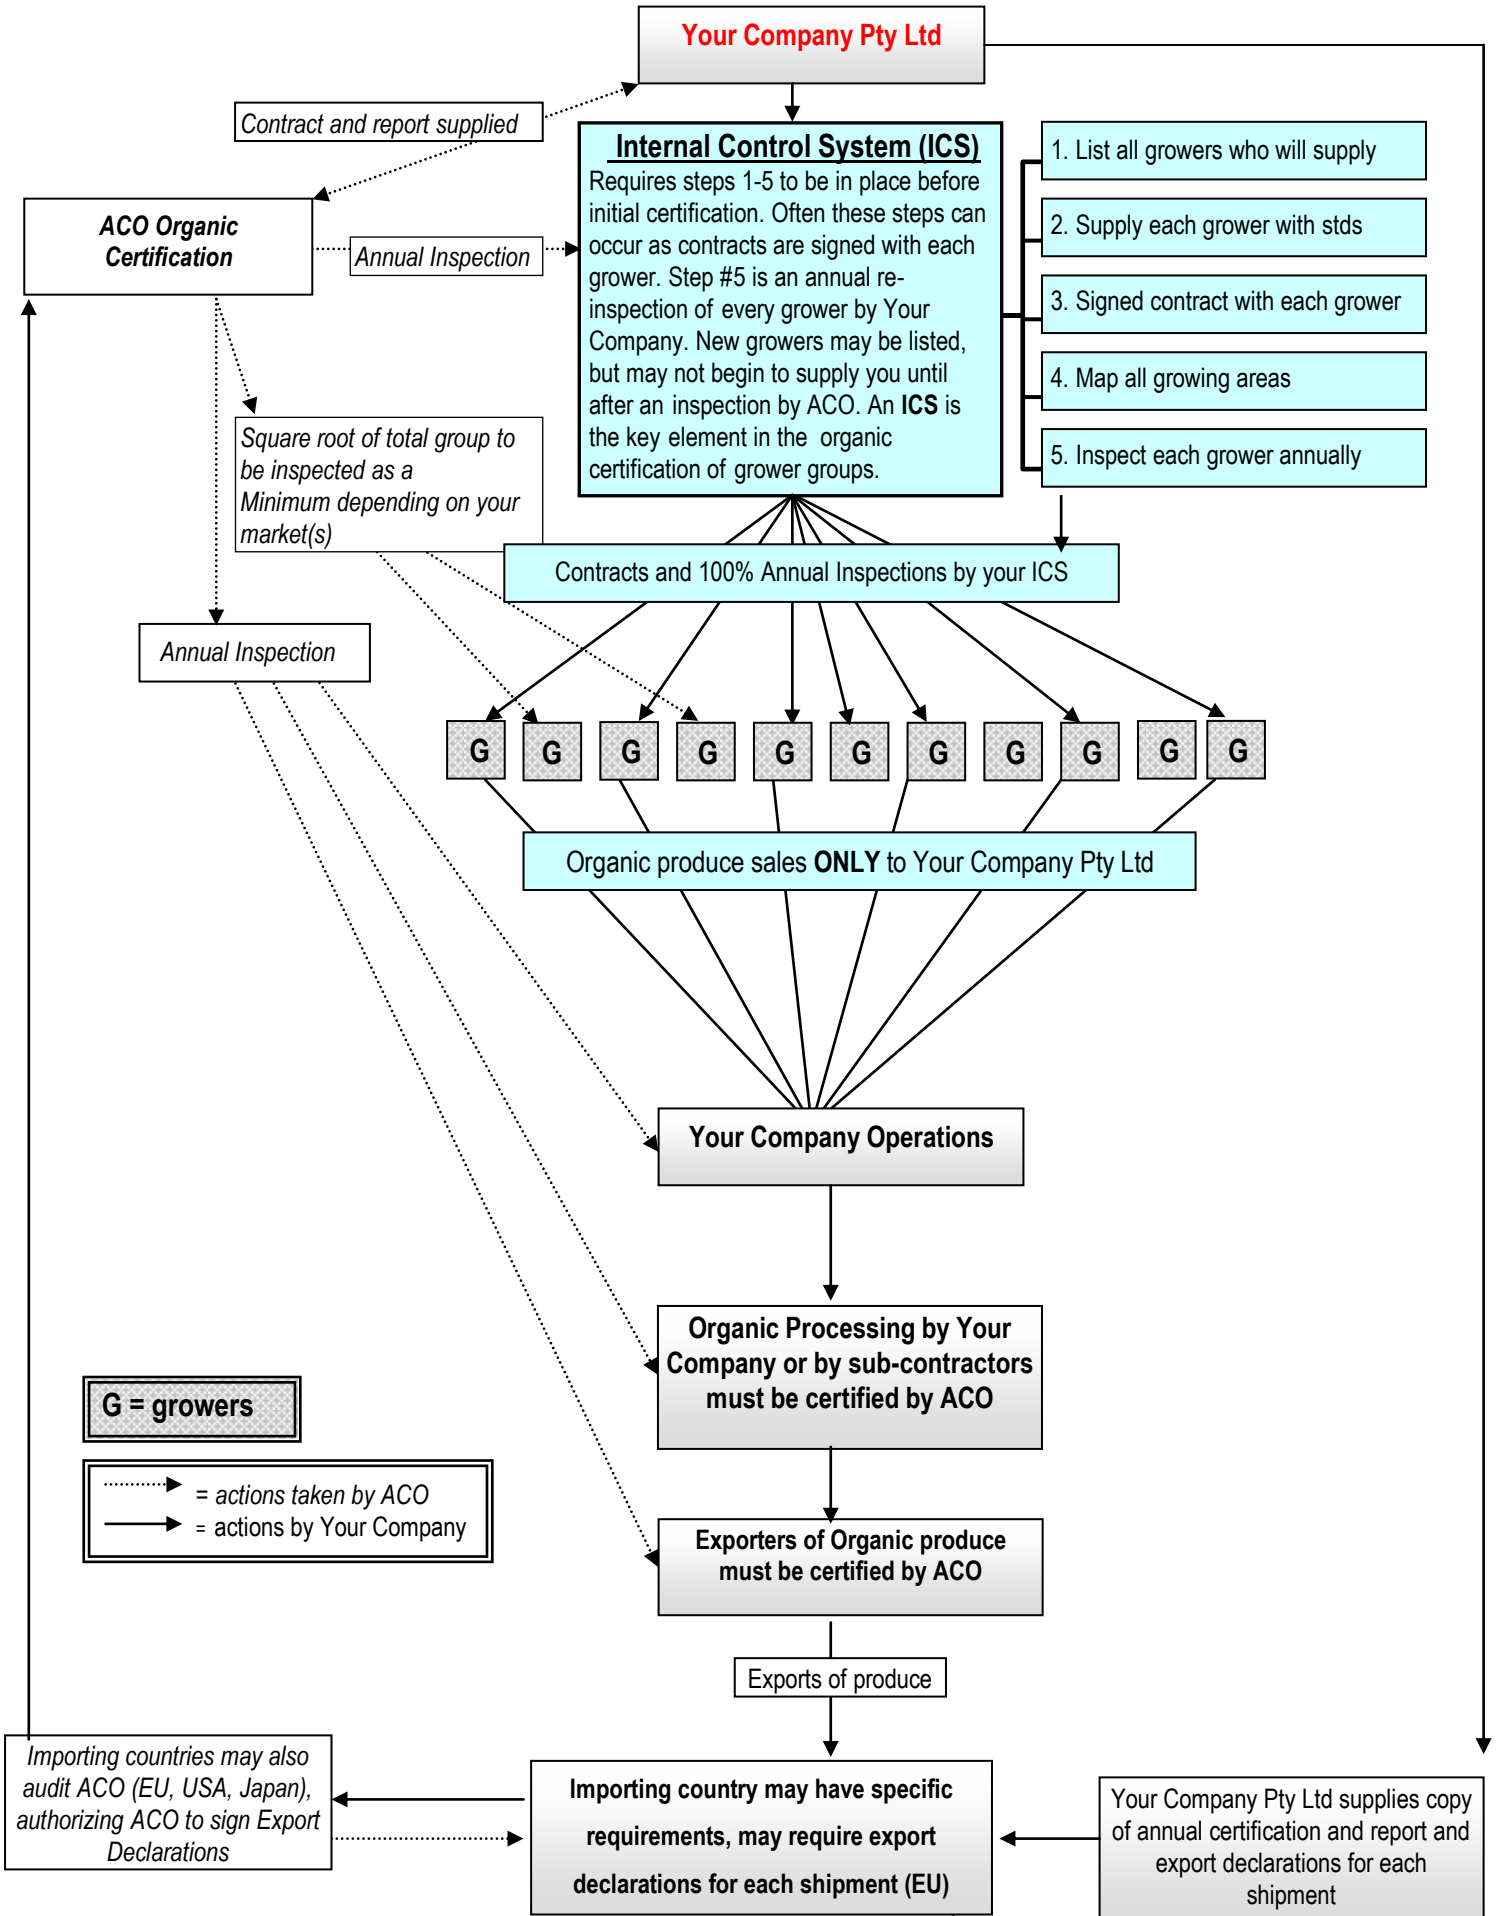 Your Company Pty Ltd
Contract and report supplied
Internal Control System (ICS)
Requires steps 1-5 to be in place before
initial certification. Often these steps can
occur as contracts are signed with each
grower. Step #5 is an annual re-
inspection of every grower by Your
Company. New growers may be listed,
but may not begin to supply you until
after an inspection by ACO. An ICS is
the key element in the organic
certification of grower groups.
1. List all growers who will supply
2. Supply each grower with stds
3. Signed contract with each grower
4. Map all growing areas
5. Inspect each grower annually
ACO Organic
Certification
Annual Inspection
Square root of total group to
be inspected as a
Minimum depending on your
market(s)
Contracts and 100% Annual Inspections by your ICS
Annual Inspection
G G G G G G G G G G G
Organic produce sales ONLY to Your Company Pty Ltd
Your Company Operations
Organic Processing by Your
Company or by sub-contractors
must be certified by ACO
G = growers
= actions taken by ACO
= actions by Your Company
Exporters of Organic produce
must be certified by ACO
Exports of produce
Importing countries may also
audit ACO (EU, USA, Japan),
authorizing ACO to sign Export
Declarations
Importing country may have specific
requirements, may require export
declarations for each shipment (EU)
Your Company Pty Ltd supplies copy
of annual certification and report and
export declarations for each
shipment